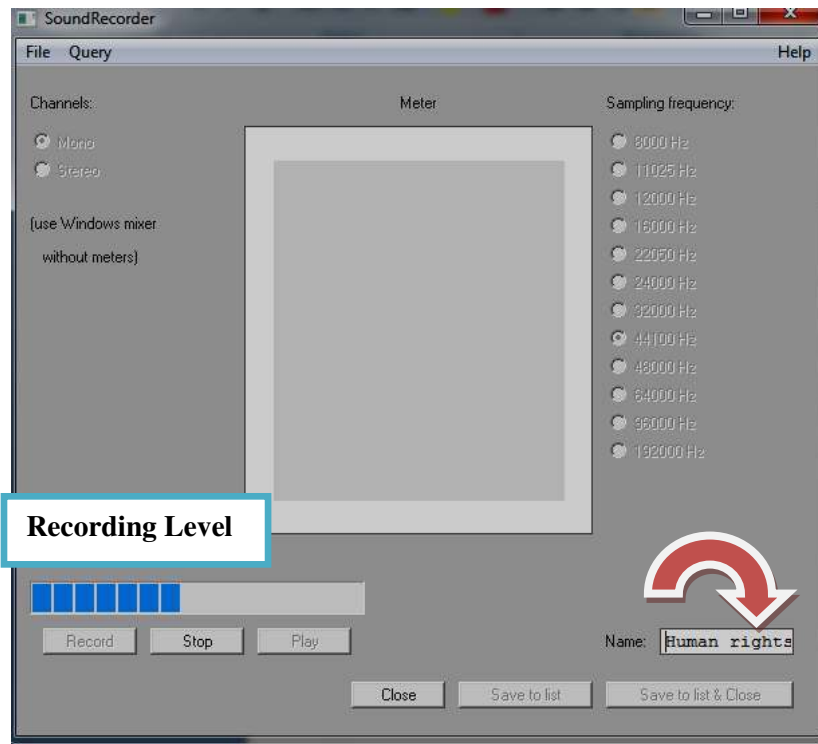 SoundRecorder
File Query Help
Channels: Meter Sampling frequency:
Mono
Stereo
(use Windows mixer
without meters)
8000 Hz
11025 Hz
12000 Hz
16000 Hz
22050 Hz
24000 Hz
32000 Hz
44100 Hz
48000 Hz
64000 Hz
96000 Hz
192000 Hz
Recording Level
Record Stop Play
Name: Human rights
Close Save to list Save to list & Close